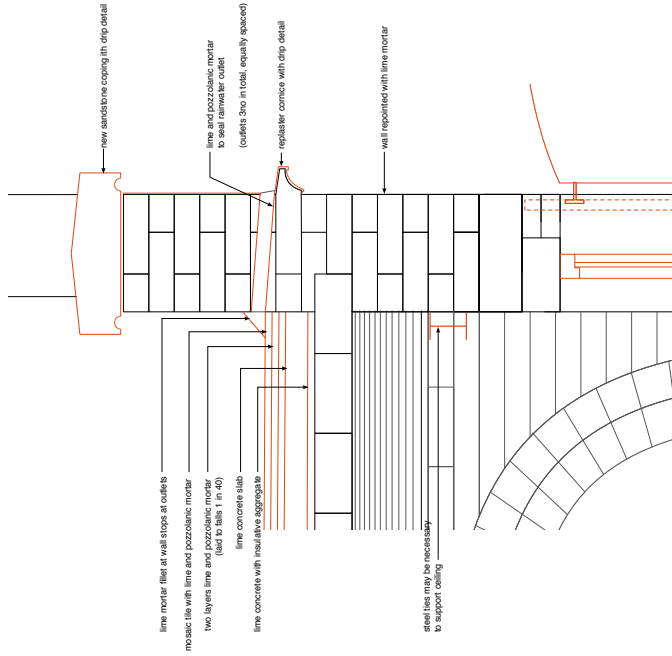 new sandstone coping ith drip detail
lime and pozzolanic mortar
to seal rainwater outlet
(outlets 3no in total, equally spaced)
replaster cornice with drip detail
wall repointed with lime mortar
lime mortar fillet at wall stops at outlets
mosaic tile with lime and pozzolanic mortar
two layers lime and pozzolanic mortar
(laid to falls 1 in 40)
lime concrete slab
lime concrete with insulative aggregate
steel ties may be necessary
to support ceiling